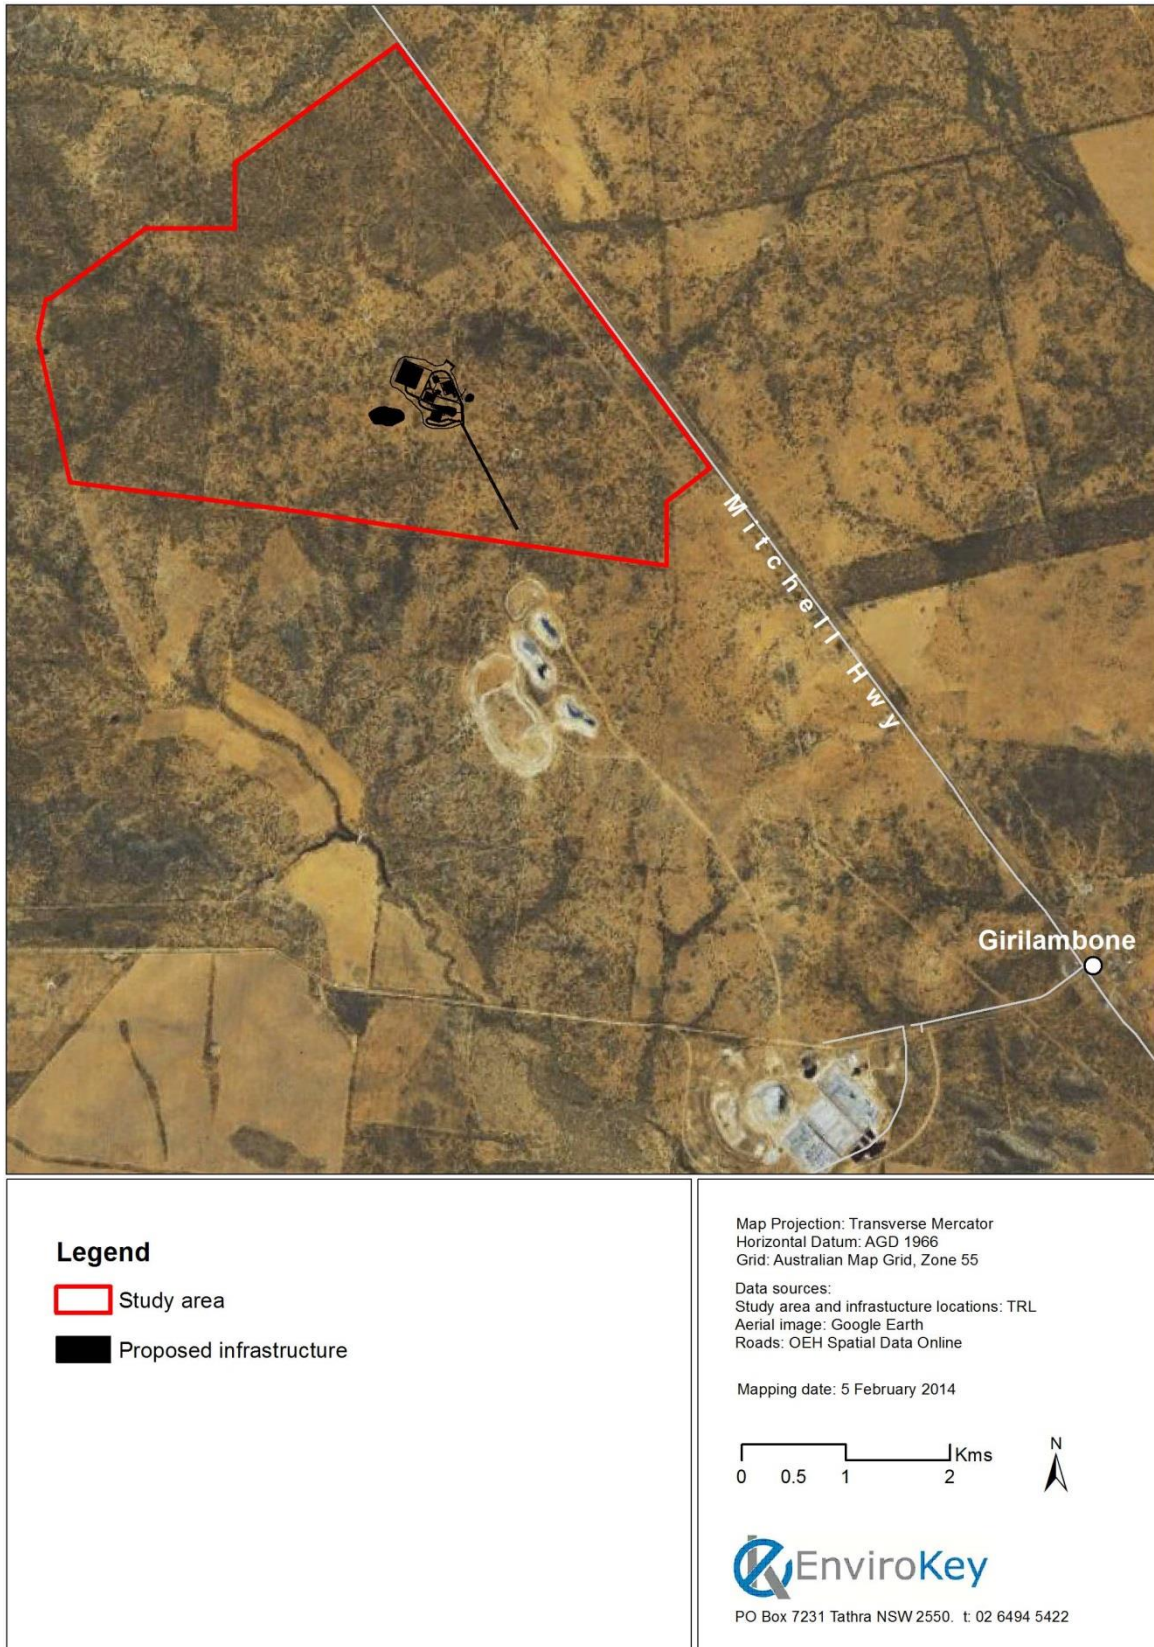 Mitchell Hwy
Girilambone
Legend
Study area
Proposed infrastructure
Map Projection: Transverse Mercator
Horizontal Datum: AGD 1966
Grid: Australian Map Grid, Zone 55
Data sources:
Study area and infrastucture locations: TRL
Aerial image: Google Earth
Roads: OEH Spatial Data Online
Mapping date: 5 February 2014
Kms
0 0.5 1 2
N
EnviroKey
PO Box 7231 Tathra NSW 2550. t: 02 6494 5422